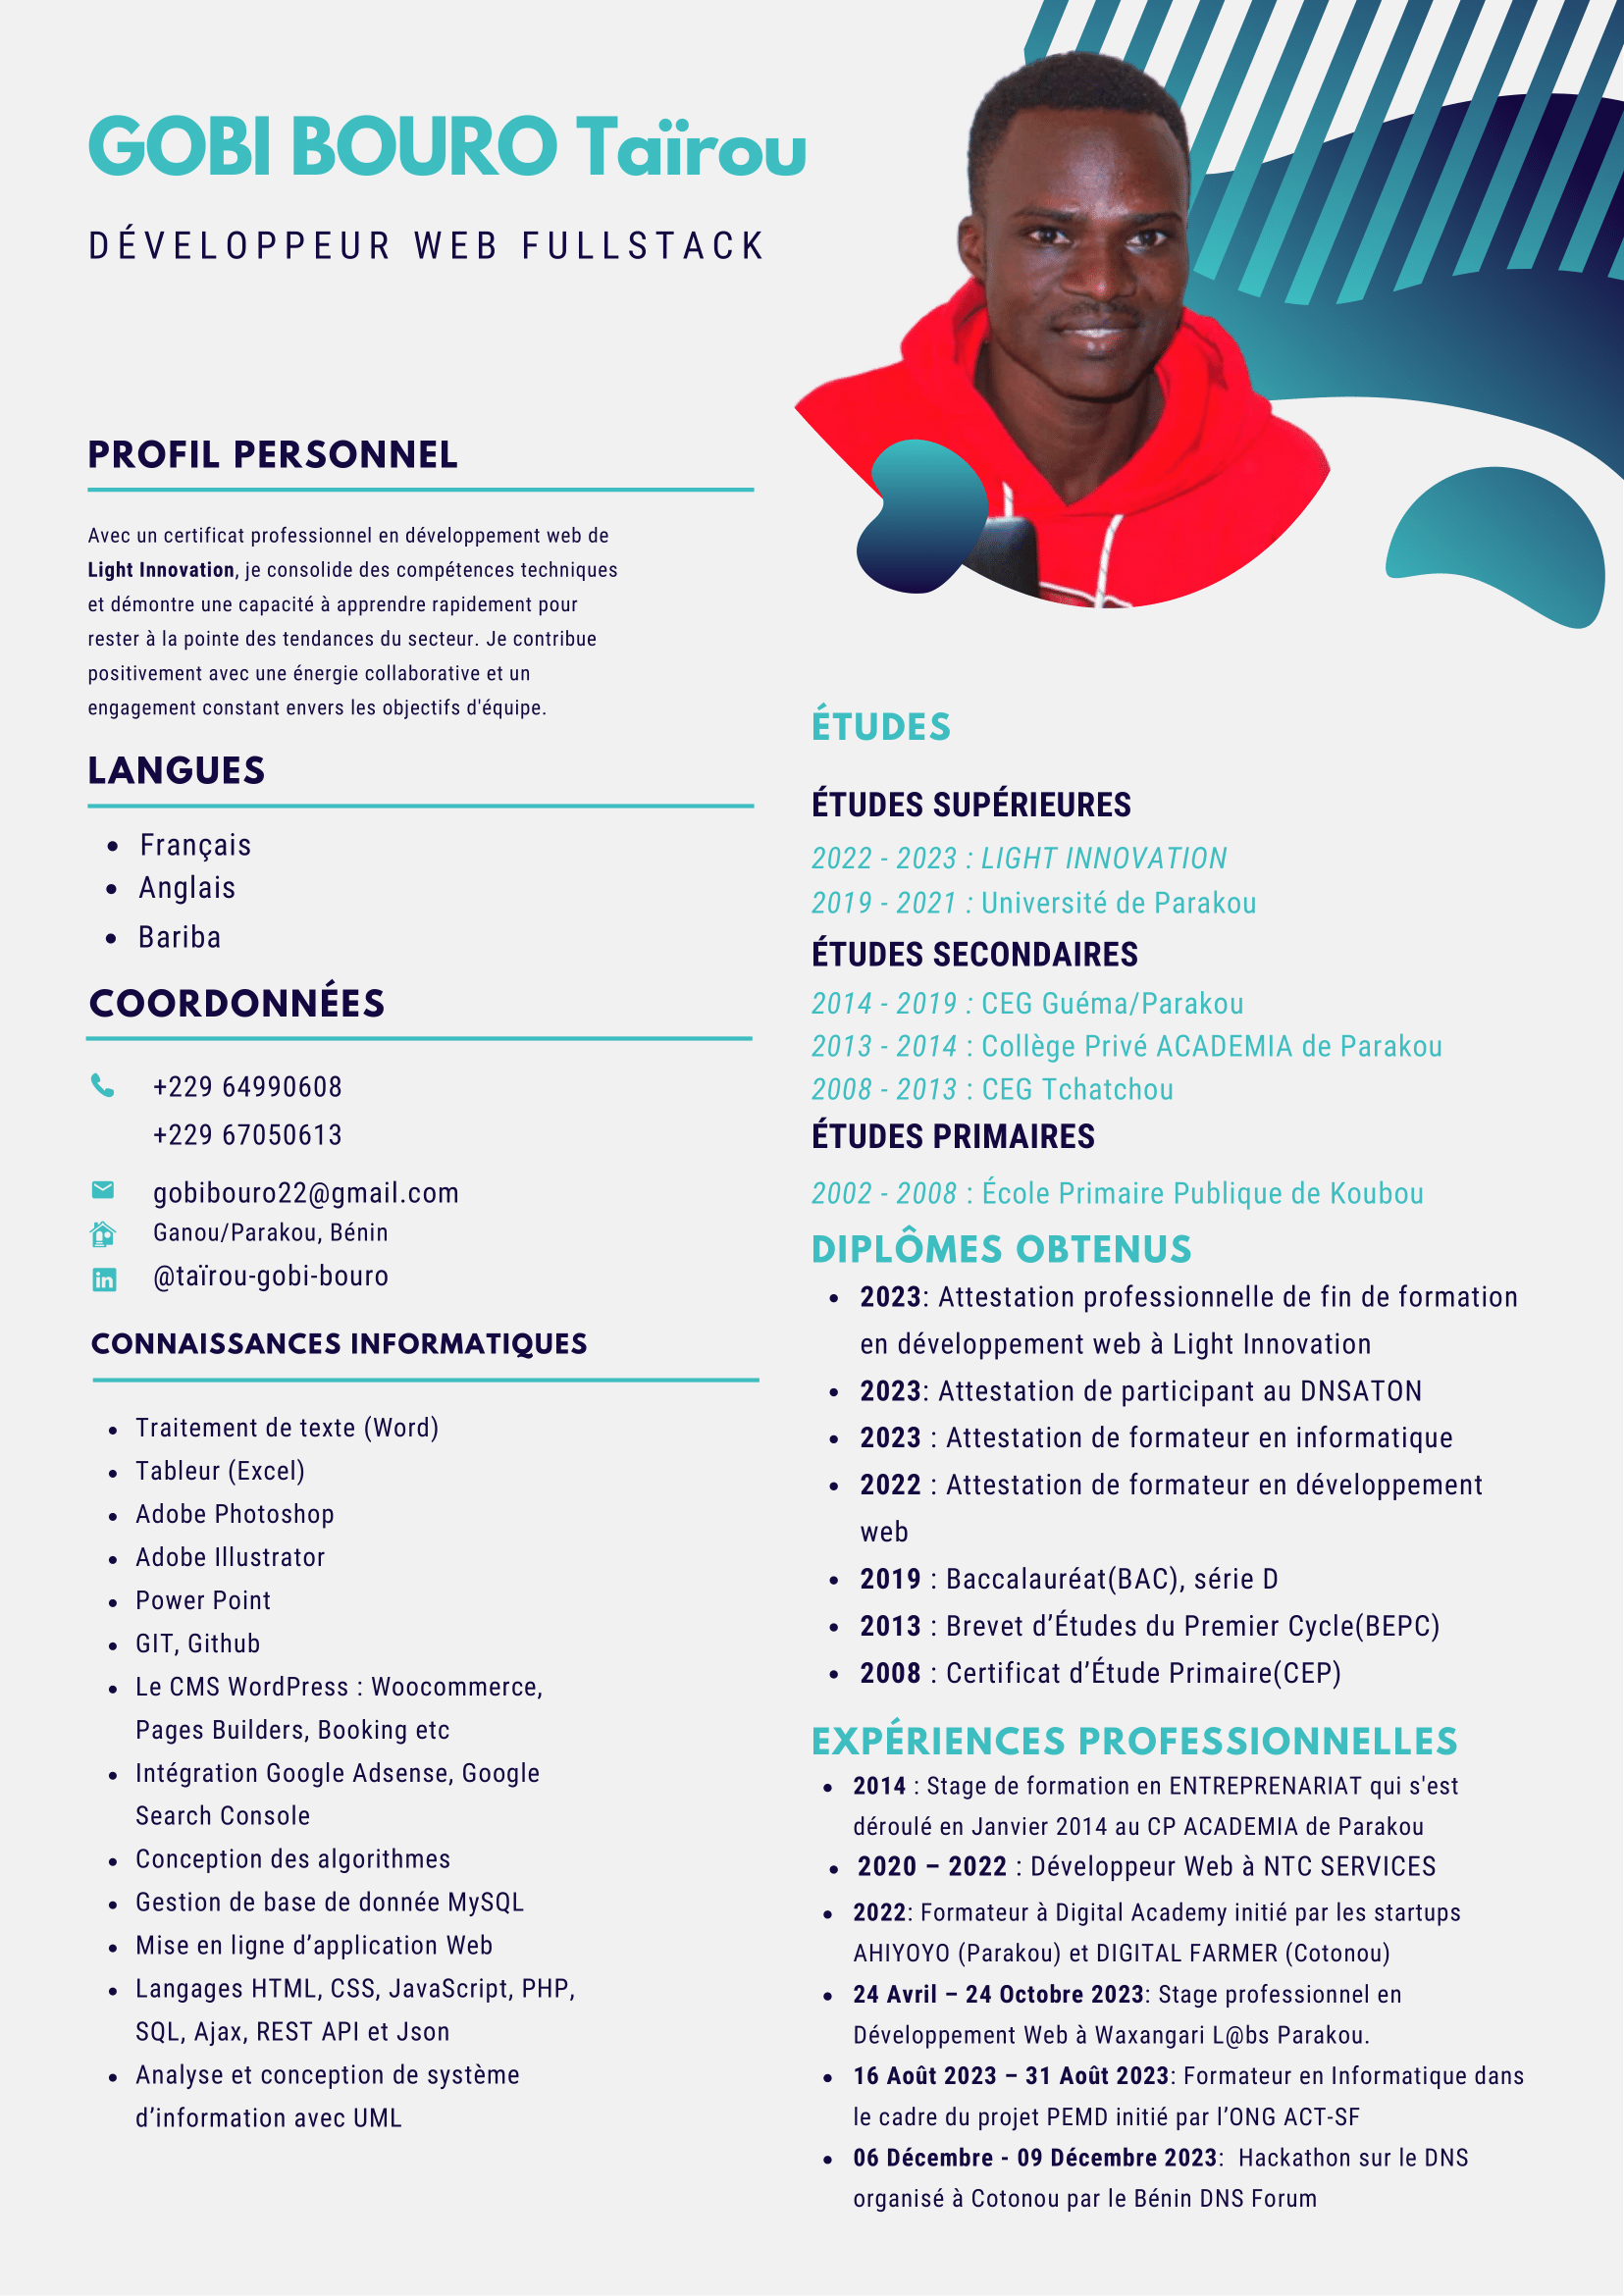 GOBI BOURO Taïrou
DÉVELOPPEUR WEB FULLSTACK
PROFIL PERSONNEL
Avec un certificat professionnel en développement web de
Light Innovation, je consolide des compétences techniques
et démontre une capacité à apprendre rapidement pour
rester à la pointe des tendances du secteur. Je contribue
positivement avec une énergie collaborative et un
engagement constant envers les objectifs d'équipe.
LANGUES
• Français
• Anglais
• Bariba
COORDONNÉES
+229 64990608
+229 67050613
gobibouro22@gmail.com
Ganou/Parakou, Bénin
in @taïrou-gobi-bouro
CONNAISSANCES INFORMATIQUES
• Traitement de texte (Word)
• Tableur (Excel)
• Adobe Photoshop
• Adobe Illustrator
• Power Point
• GIT, Github
• Le CMS WordPress : Woocommerce,
Pages Builders, Booking etc
• Intégration Google Adsense, Google
Search Console
• Conception des algorithmes
• Gestion de base de donnée MySQL
• Mise en ligne d’application Web
• Langages HTML, CSS, JavaScript, PHP,
SQL, Ajax, REST API et Json
• Analyse et conception de système
d’information avec UML
ÉTUDES
ÉTUDES SUPÉRIEURES
2022 - 2023 : LIGHT INNOVATION
2019 - 2021 : Université de Parakou
ÉTUDES SECONDAIRES
2014 - 2019 : CEG Guéma/Parakou
2013 - 2014 : Collège Privé ACADEMIA de Parakou
2008 - 2013 : CEG Tchatchou
ÉTUDES PRIMAIRES
2002 - 2008 : École Primaire Publique de Koubou
DIPLÔMES OBTENUS
• 2023: Attestation professionnelle de fin de formation
en développement web à Light Innovation
• 2023: Attestation de participant au DNSATON
• 2023 : Attestation de formateur en informatique
• 2022 : Attestation de formateur en développement
web
• 2019 : Baccalauréat(BAC), série D
• 2013 : Brevet d’Études du Premier Cycle(BEPC)
• 2008 : Certificat d’Étude Primaire(CEP)
EXPÉRIENCES PROFESSIONNELLES
• 2014 : Stage de formation en ENTREPRENARIAT qui s'est
déroulé en Janvier 2014 au CP ACADEMIA de Parakou
• 2020 – 2022 : Développeur Web à NTC SERVICES
• 2022: Formateur à Digital Academy initié par les startups
AHIYOYO (Parakou) et DIGITAL FARMER (Cotonou)
• 24 Avril – 24 Octobre 2023: Stage professionnel en
Développement Web à Waxangari L@bs Parakou.
• 16 Août 2023 – 31 Août 2023: Formateur en Informatique dans
le cadre du projet PEMD initié par l’ONG ACT-SF
• 06 Décembre - 09 Décembre 2023: Hackathon sur le DNS
organisé à Cotonou par le Bénin DNS Forum